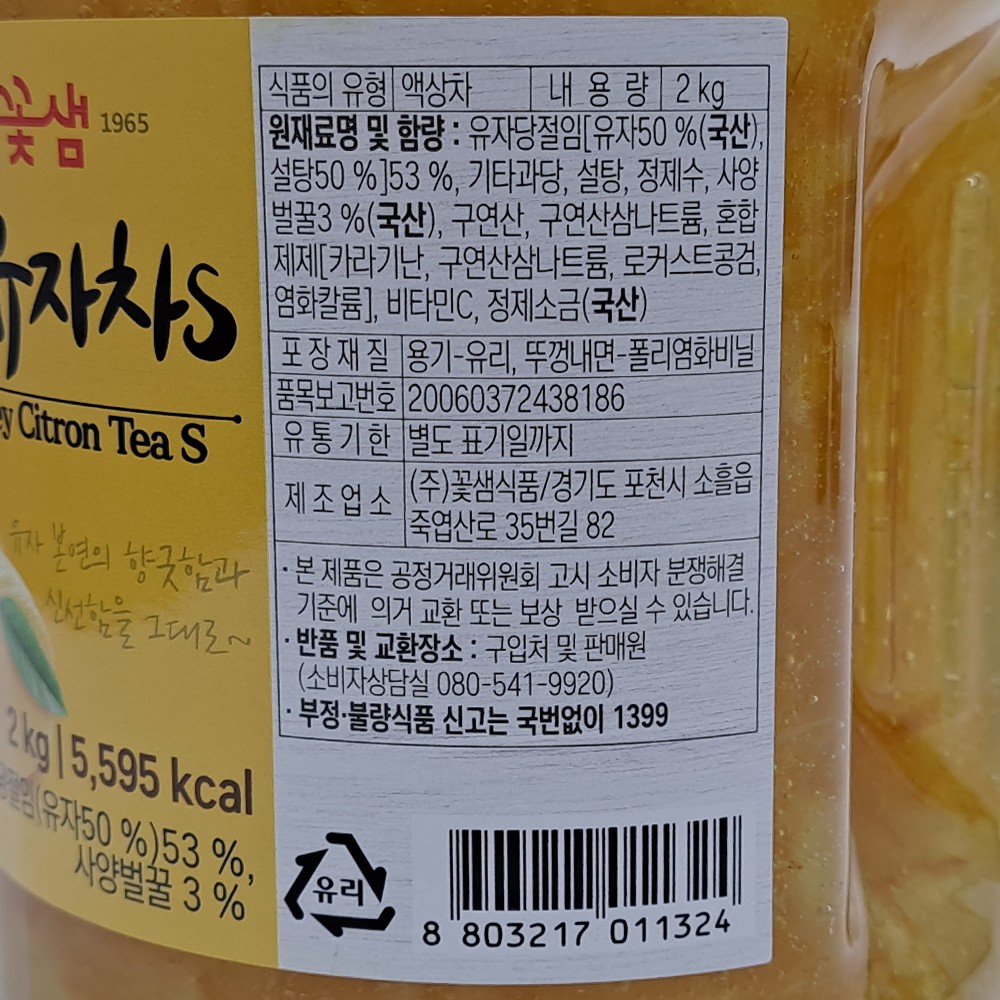 꽃샘 1965
유자차S
Citron Tea S
유자 본연의 향긋함과
신선함을 그대로~
2 kg | 5,595 kcal
(유자50 %)53 %,
사양벌꿀 3 %
식품의 유형 액상차 내 용 량 2 kg
원재료명 및 함량 : 유자당절임[유자50 %(국산),
설탕50 %]53 %, 기타과당, 설탕, 정제수, 사양
벌꿀3 %(국산), 구연산, 구연산삼나트륨, 혼합
제제[카라기난, 구연산삼나트륨, 로커스트콩검,
염화칼륨], 비타민C, 정제소금(국산)
포 장 재 질 용기-유리, 뚜껑내면-폴리염화비닐
품목보고번호 20060372438186
유 통 기 한 별도 표기일까지
제 조 업 소 (주)꽃샘식품/경기도 포천시 소흘읍
죽엽산로 35번길 82
· 본 제품은 공정거래위원회 고시 소비자 분쟁해결
기준에 의거 교환 또는 보상 받으실 수 있습니다.
· 반품 및 교환장소 : 구입처 및 판매원
(소비자상담실 080-541-9920)
· 부정·불량식품 신고는 국번없이 1399
유리
8 803217 011324